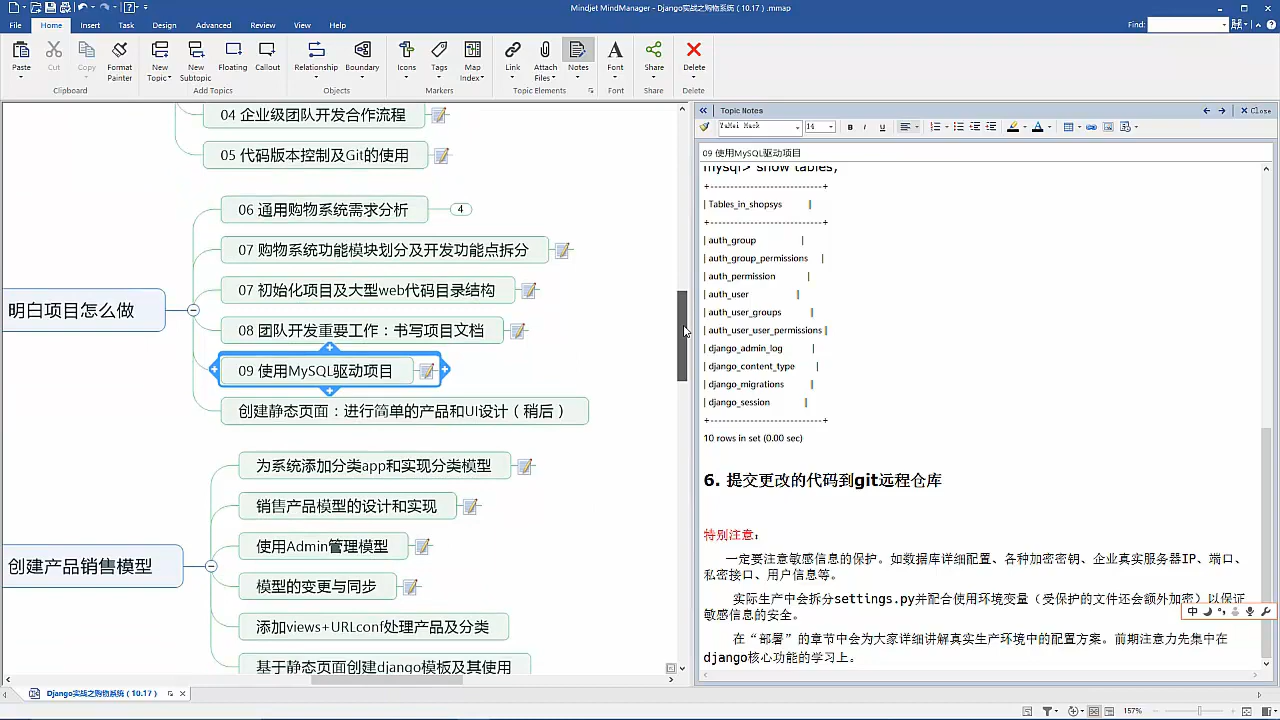 Mindjet MindManager - Django实战之购物系统（10.17）.mmap
File Home Insert Task Design Advanced Review View Help
Find:
Paste
Cut
Copy
Format Painter
New Topic
New Subtopic
Floating
Callout
Relationship
Boundary
Icons
Tags
Map Index
Link
Attach Files
Notes
Font
Share
Delete
Clipboard
Add Topics
Objects
Markers
Topic Elements
Font
Share
Delete
04 企业级团队开发合作流程
05 代码版本控制及Git的使用
明白项目怎么做
06 通用购物系统需求分析
4
07 购物系统功能模块划分及开发功能点拆分
07 初始化项目及大型web代码目录结构
08 团队开发重要工作：书写项目文档
09 使用MySQL驱动项目
创建静态页面：进行简单的产品和UI设计（稍后）
创建产品销售模型
为系统添加分类app和实现分类模型
销售产品模型的设计和实现
使用Admin管理模型
模型的变更与同步
添加views+URLconf处理产品及分类
基于静态页面创建django模板及其使用
Topic Notes
Close
14
B I U
09 使用MySQL驱动项目
mysql> show tables;
+----------------------------+
| Tables_in_shopsys |
+----------------------------+
| auth_group |
| auth_group_permissions |
| auth_permission |
| auth_user |
| auth_user_groups |
| auth_user_user_permissions |
| django_admin_log |
| django_content_type |
| django_migrations |
| django_session |
+----------------------------+
10 rows in set (0.00 sec)
6. 提交更改的代码到git远程仓库
特别注意：
一定要注意敏感信息的保护。如数据库详细配置、各种加密密钥、企业真实服务器IP、端口、
私密接口、用户信息等。
实际生产中会拆分settings.py并配合使用环境变量（受保护的文件还会额外加密）以保证
敏感信息的安全。
在“部署”的章节中会为大家详细讲解真实生产环境中的配置方案。前期注意力先集中在
django核心功能的学习上。
中
Django实战之购物系统（10.17）
157%